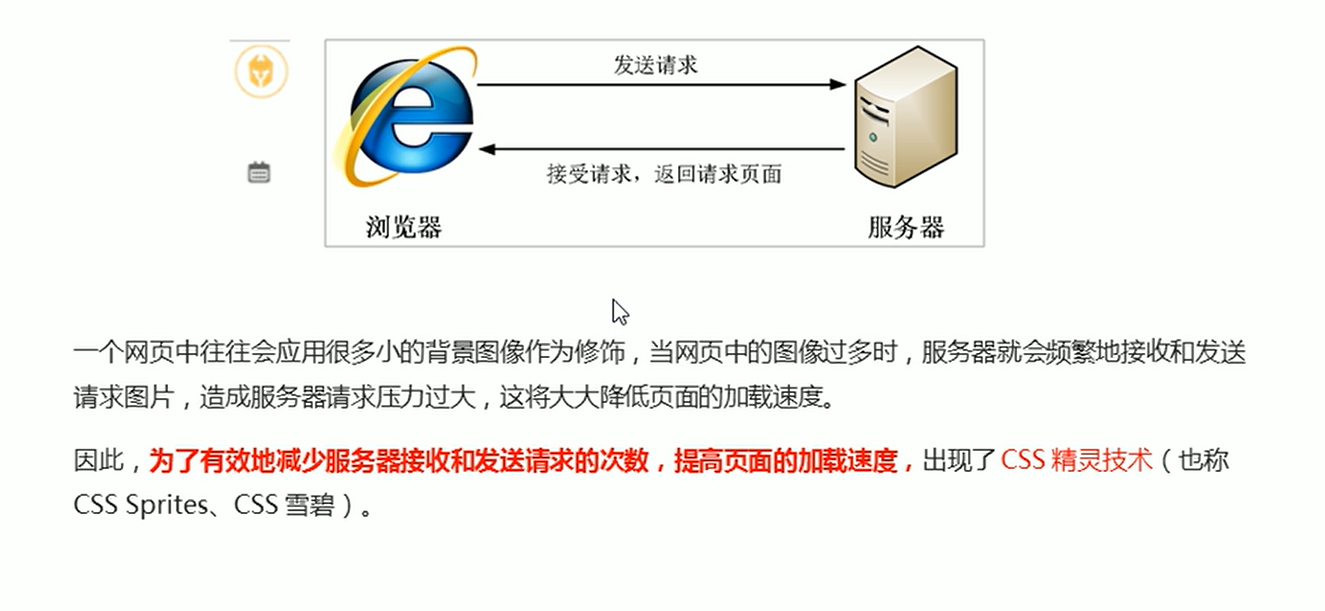 发送请求
接受请求，返回请求页面
浏览器
服务器
一个网页中往往会应用很多小的背景图像作为修饰，当网页中的图像过多时，服务器就会频繁地接收和发送
请求图片，造成服务器请求压力过大，这将大大降低页面的加载速度。
因此，为了有效地减少服务器接收和发送请求的次数，提高页面的加载速度，出现了 CSS 精灵技术（也称
CSS Sprites、CSS 雪碧）。